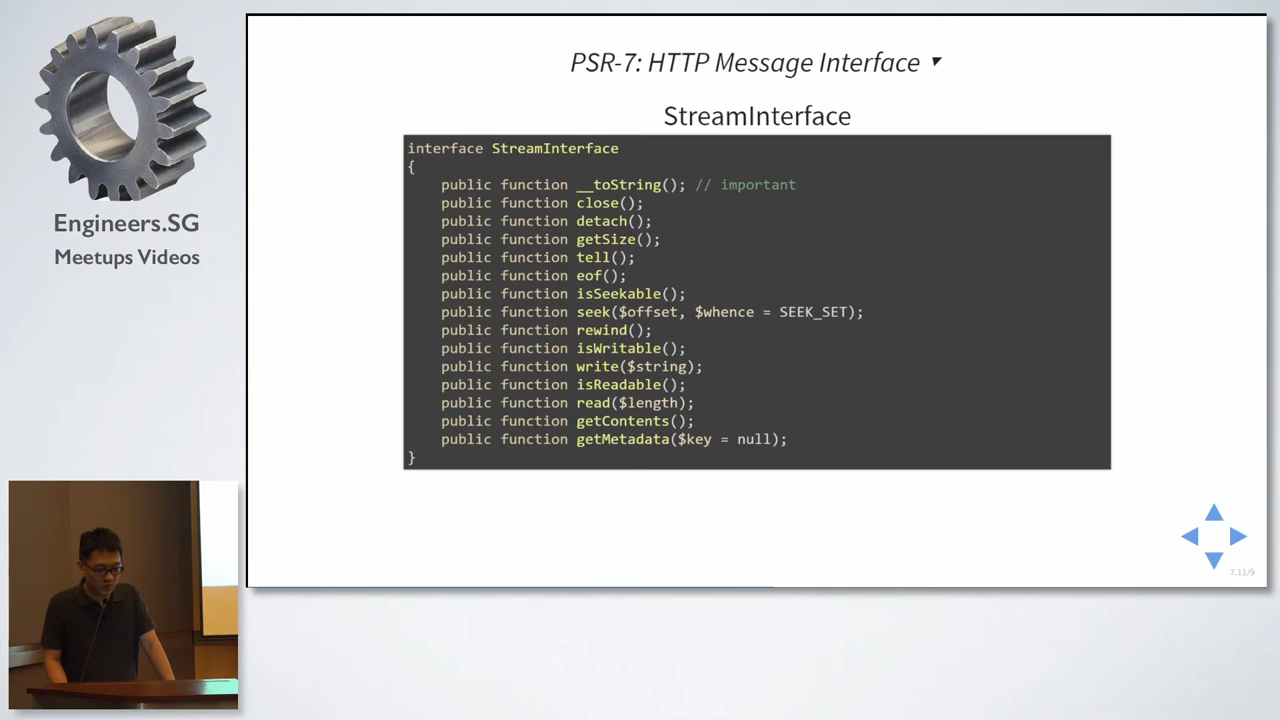 Engineers.SG
Meetups Videos
PSR-7: HTTP Message Interface ▾
StreamInterface
interface StreamInterface
{
    public function __toString(); // important
    public function close();
    public function detach();
    public function getSize();
    public function tell();
    public function eof();
    public function isSeekable();
    public function seek($offset, $whence = SEEK_SET);
    public function rewind();
    public function isWritable();
    public function write($string);
    public function isReadable();
    public function read($length);
    public function getContents();
    public function getMetadata($key = null);
}
7.11/9